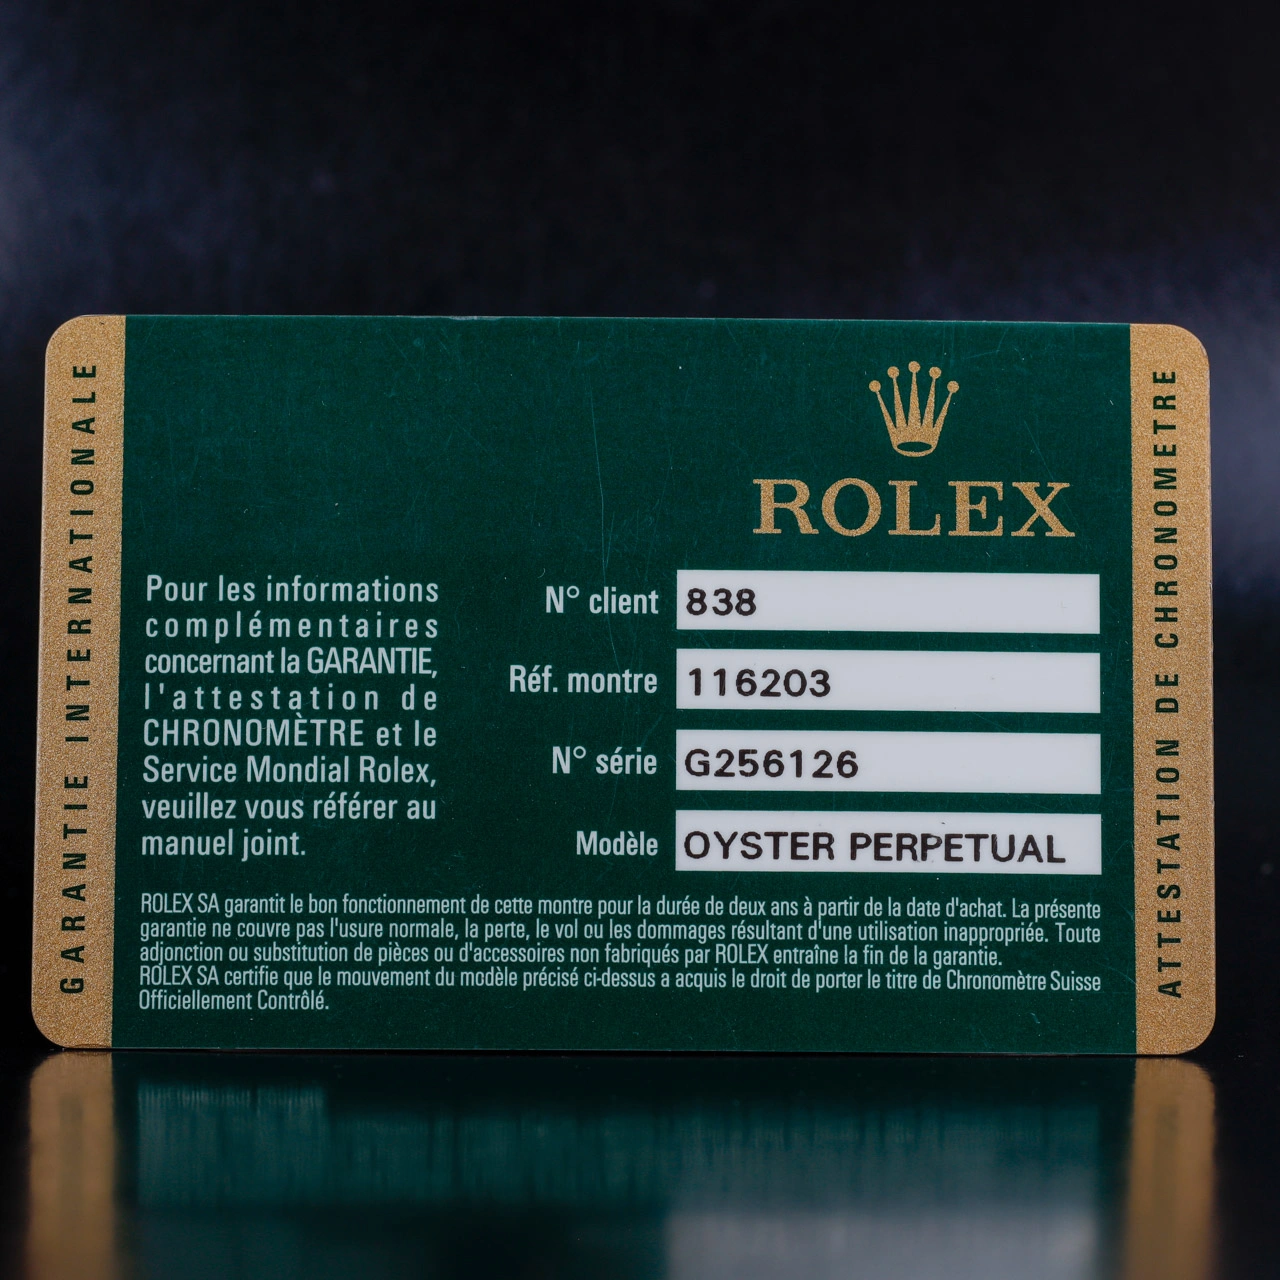 GARANTIE INTERNATIONALE
ROLEX
Pour les informations
complémentaires
concernant la GARANTIE,
l'attestation de
CHRONOMÈTRE et le
Service Mondial Rolex,
veuillez vous référer au
manuel joint.
N° client 838
Réf. montre 116203
N° série G256126
Modèle OYSTER PERPETUAL
ROLEX SA garantit le bon fonctionnement de cette montre pour la durée de deux ans à partir de la date d'achat. La présente
garantie ne couvre pas l'usure normale, la perte, le vol ou les dommages résultant d'une utilisation inappropriée. Toute
adjonction ou substitution de pièces ou d'accessoires non fabriqués par ROLEX entraîne la fin de la garantie.
ROLEX SA certifie que le mouvement du modèle précisé ci-dessus a acquis le droit de porter le titre de Chronomètre Suisse
Officiellement Contrôlé.
ATTESTATION DE CHRONOMETRE